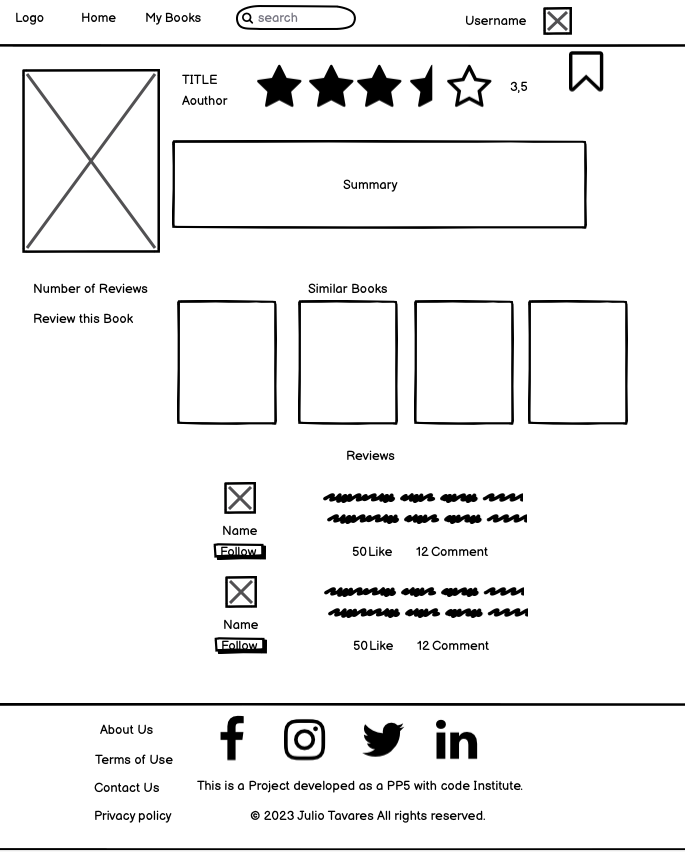 Logo Home My Books search Username
TITLE
Aouthor
3,5
Summary
Number of Reviews
Similar Books
Review this Book
Reviews
Name
Follow
50 Like 12 Comment
Name
Follow
50 Like 12 Comment
About Us
Terms of Use
Contact Us
This is a Project developed as a PP5 with code Institute.
Privacy policy
© 2023 Julio Tavares All rights reserved.